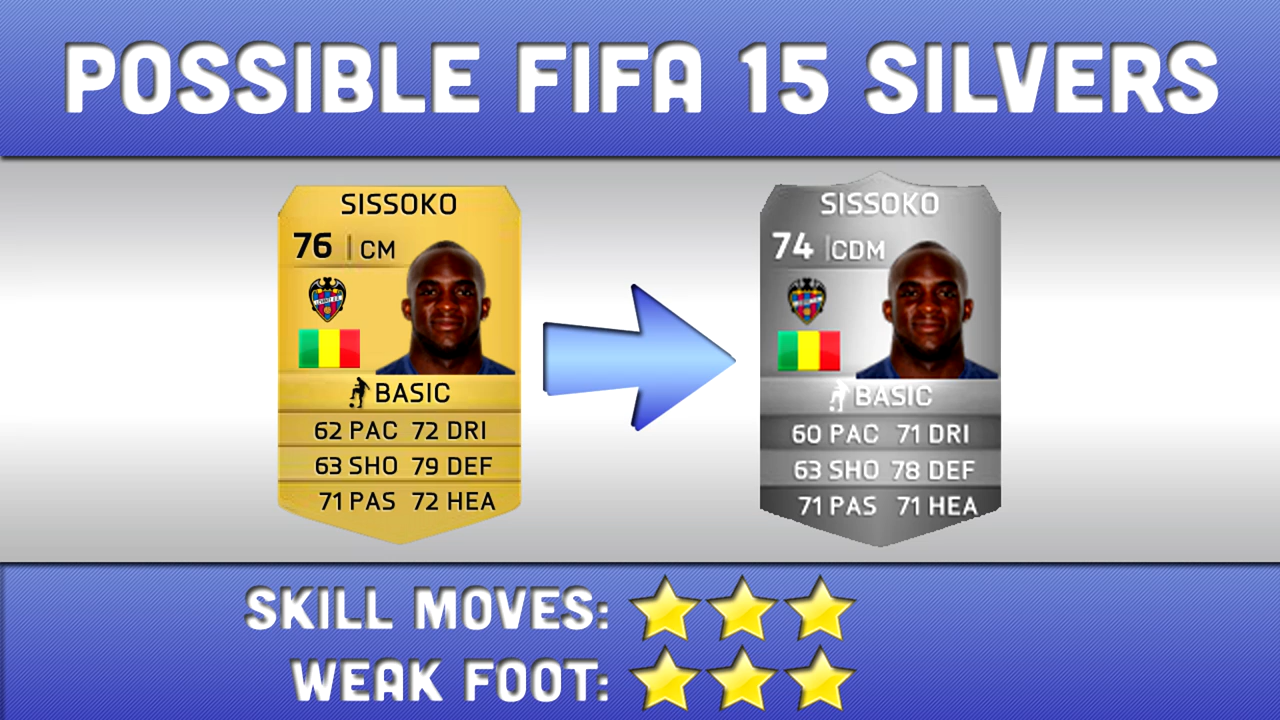 POSSIBLE FIFA 15 SILVERS
SISSOKO
76 | CM
BASIC
62 PAC 72 DRI
63 SHO 79 DEF
71 PAS 72 HEA
SISSOKO
74 | CDM
BASIC
60 PAC 71 DRI
63 SHO 78 DEF
71 PAS 71 HEA
SKILL MOVES:
WEAK FOOT: